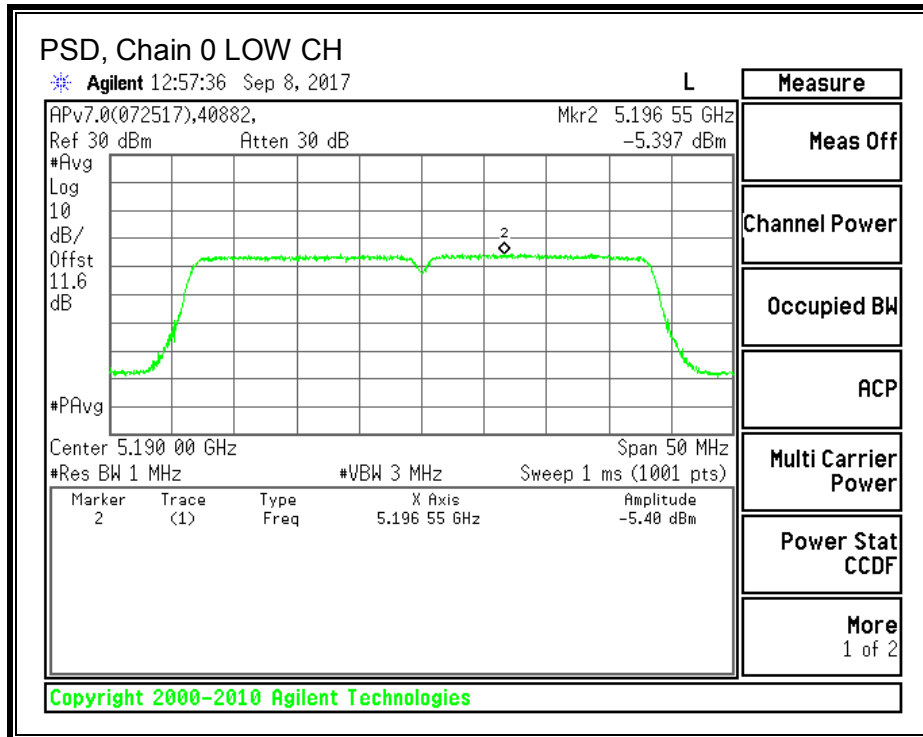 PSD, Chain 0 LOW CH
Agilent 12:57:36 Sep 8, 2017 L
APv7.0(072517),40882, Mkr2 5.196 55 GHz
Ref 30 dBm Atten 30 dB -5.397 dBm
#Avg
Log
10
dB/
Offst
11.6
dB
2
#PAvg
Center 5.190 00 GHz Span 50 MHz
#Res BW 1 MHz #VBW 3 MHz Sweep 1 ms (1001 pts)
Marker Trace Type X Axis Amplitude
2 (1) Freq 5.196 55 GHz -5.40 dBm
Measure
Meas Off
Channel Power
Occupied BW
ACP
Multi Carrier
Power
Power Stat
CCDF
More
1 of 2
Copyright 2000-2010 Agilent Technologies